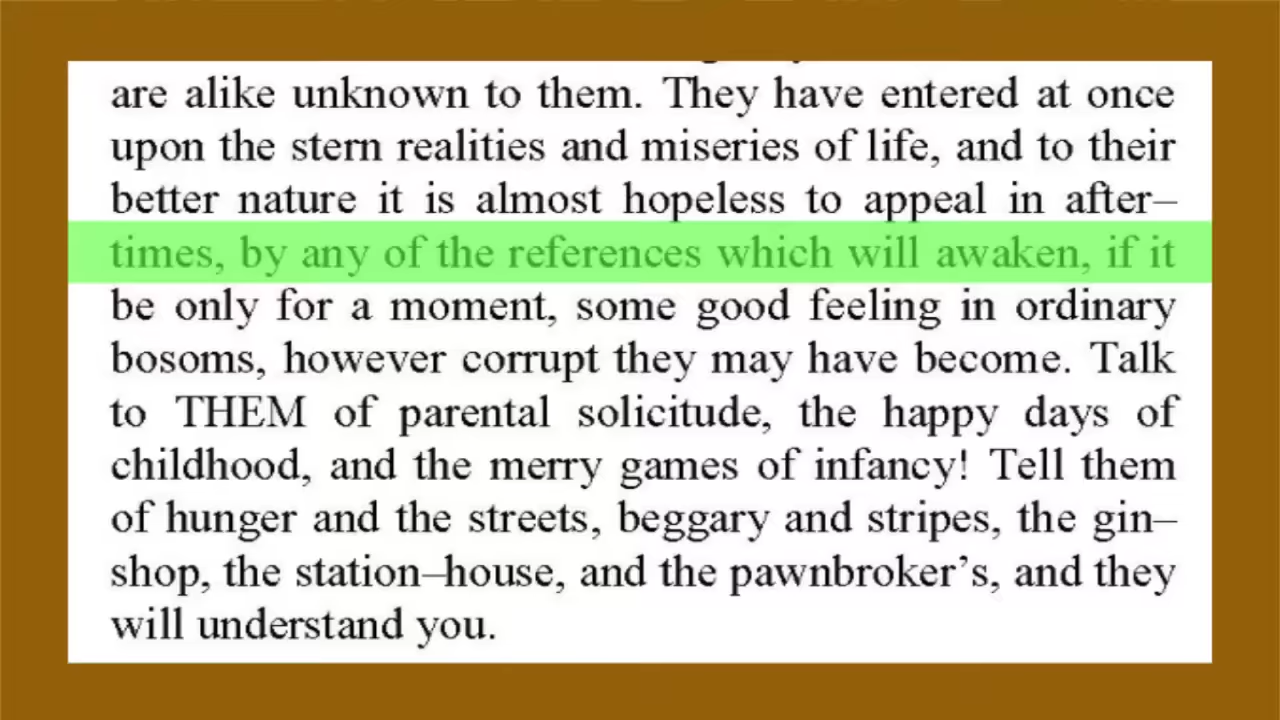 are alike unknown to them. They have entered at once
upon the stern realities and miseries of life, and to their
better nature it is almost hopeless to appeal in after–
times, by any of the references which will awaken, if it
be only for a moment, some good feeling in ordinary
bosoms, however corrupt they may have become. Talk
to THEM of parental solicitude, the happy days of
childhood, and the merry games of infancy! Tell them
of hunger and the streets, beggary and stripes, the gin–
shop, the station–house, and the pawnbroker’s, and they
will understand you.